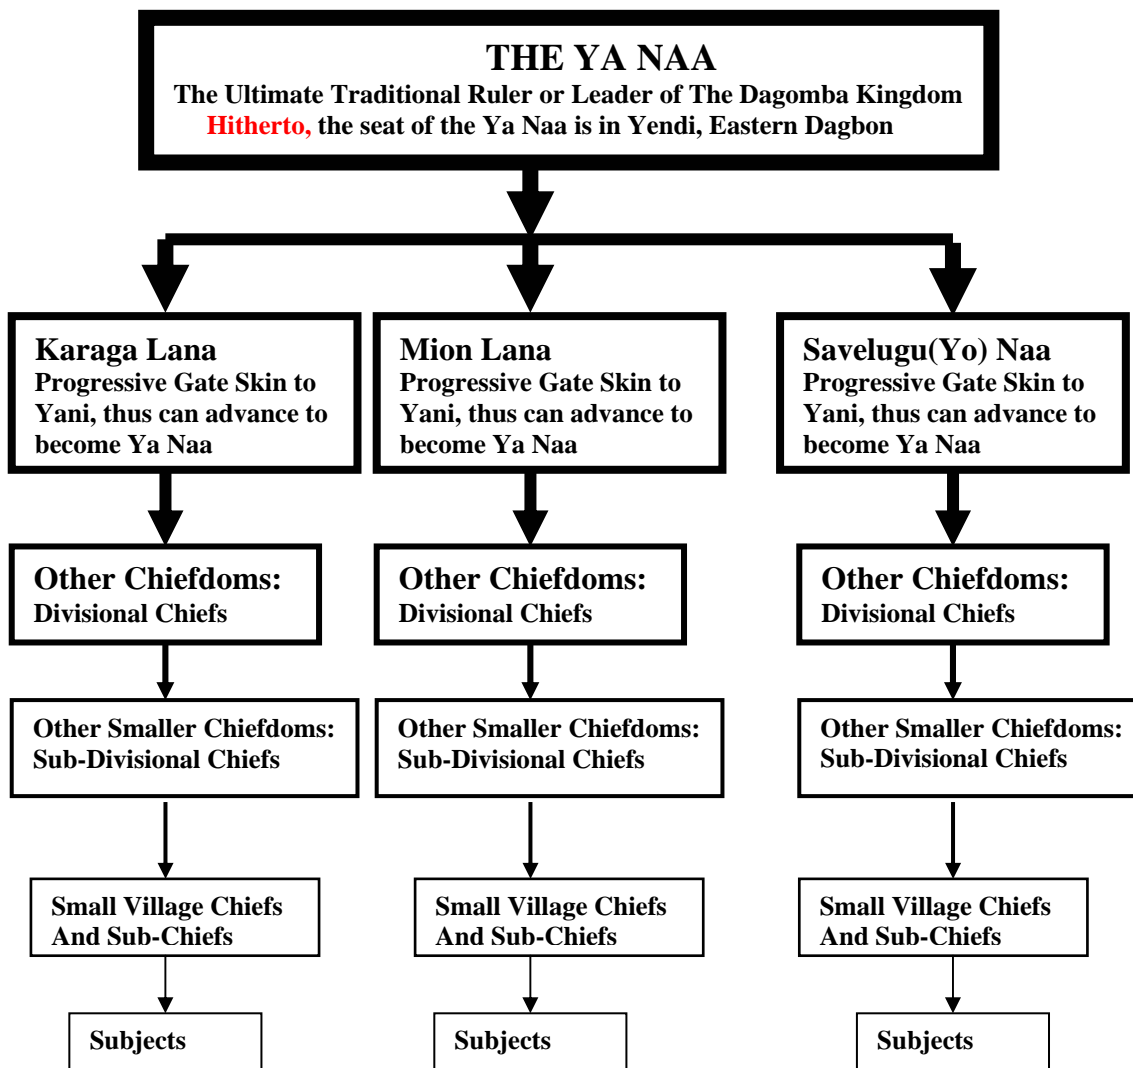 THE YA NAA
The Ultimate Traditional Ruler or Leader of The Dagomba Kingdom
Hitherto, the seat of the Ya Naa is in Yendi, Eastern Dagbon
Karaga Lana
Progressive Gate Skin to
Yani, thus can advance to
become Ya Naa
Mion Lana
Progressive Gate Skin to
Yani, thus can advance to
become Ya Naa
Savelugu(Yo) Naa
Progressive Gate Skin to
Yani, thus can advance to
become Ya Naa
Other Chiefdoms:
Divisional Chiefs
Other Chiefdoms:
Divisional Chiefs
Other Chiefdoms:
Divisional Chiefs
Other Smaller Chiefdoms:
Sub-Divisional Chiefs
Other Smaller Chiefdoms:
Sub-Divisional Chiefs
Other Smaller Chiefdoms:
Sub-Divisional Chiefs
Small Village Chiefs
And Sub-Chiefs
Small Village Chiefs
And Sub-Chiefs
Small Village Chiefs
And Sub-Chiefs
Subjects
Subjects
Subjects